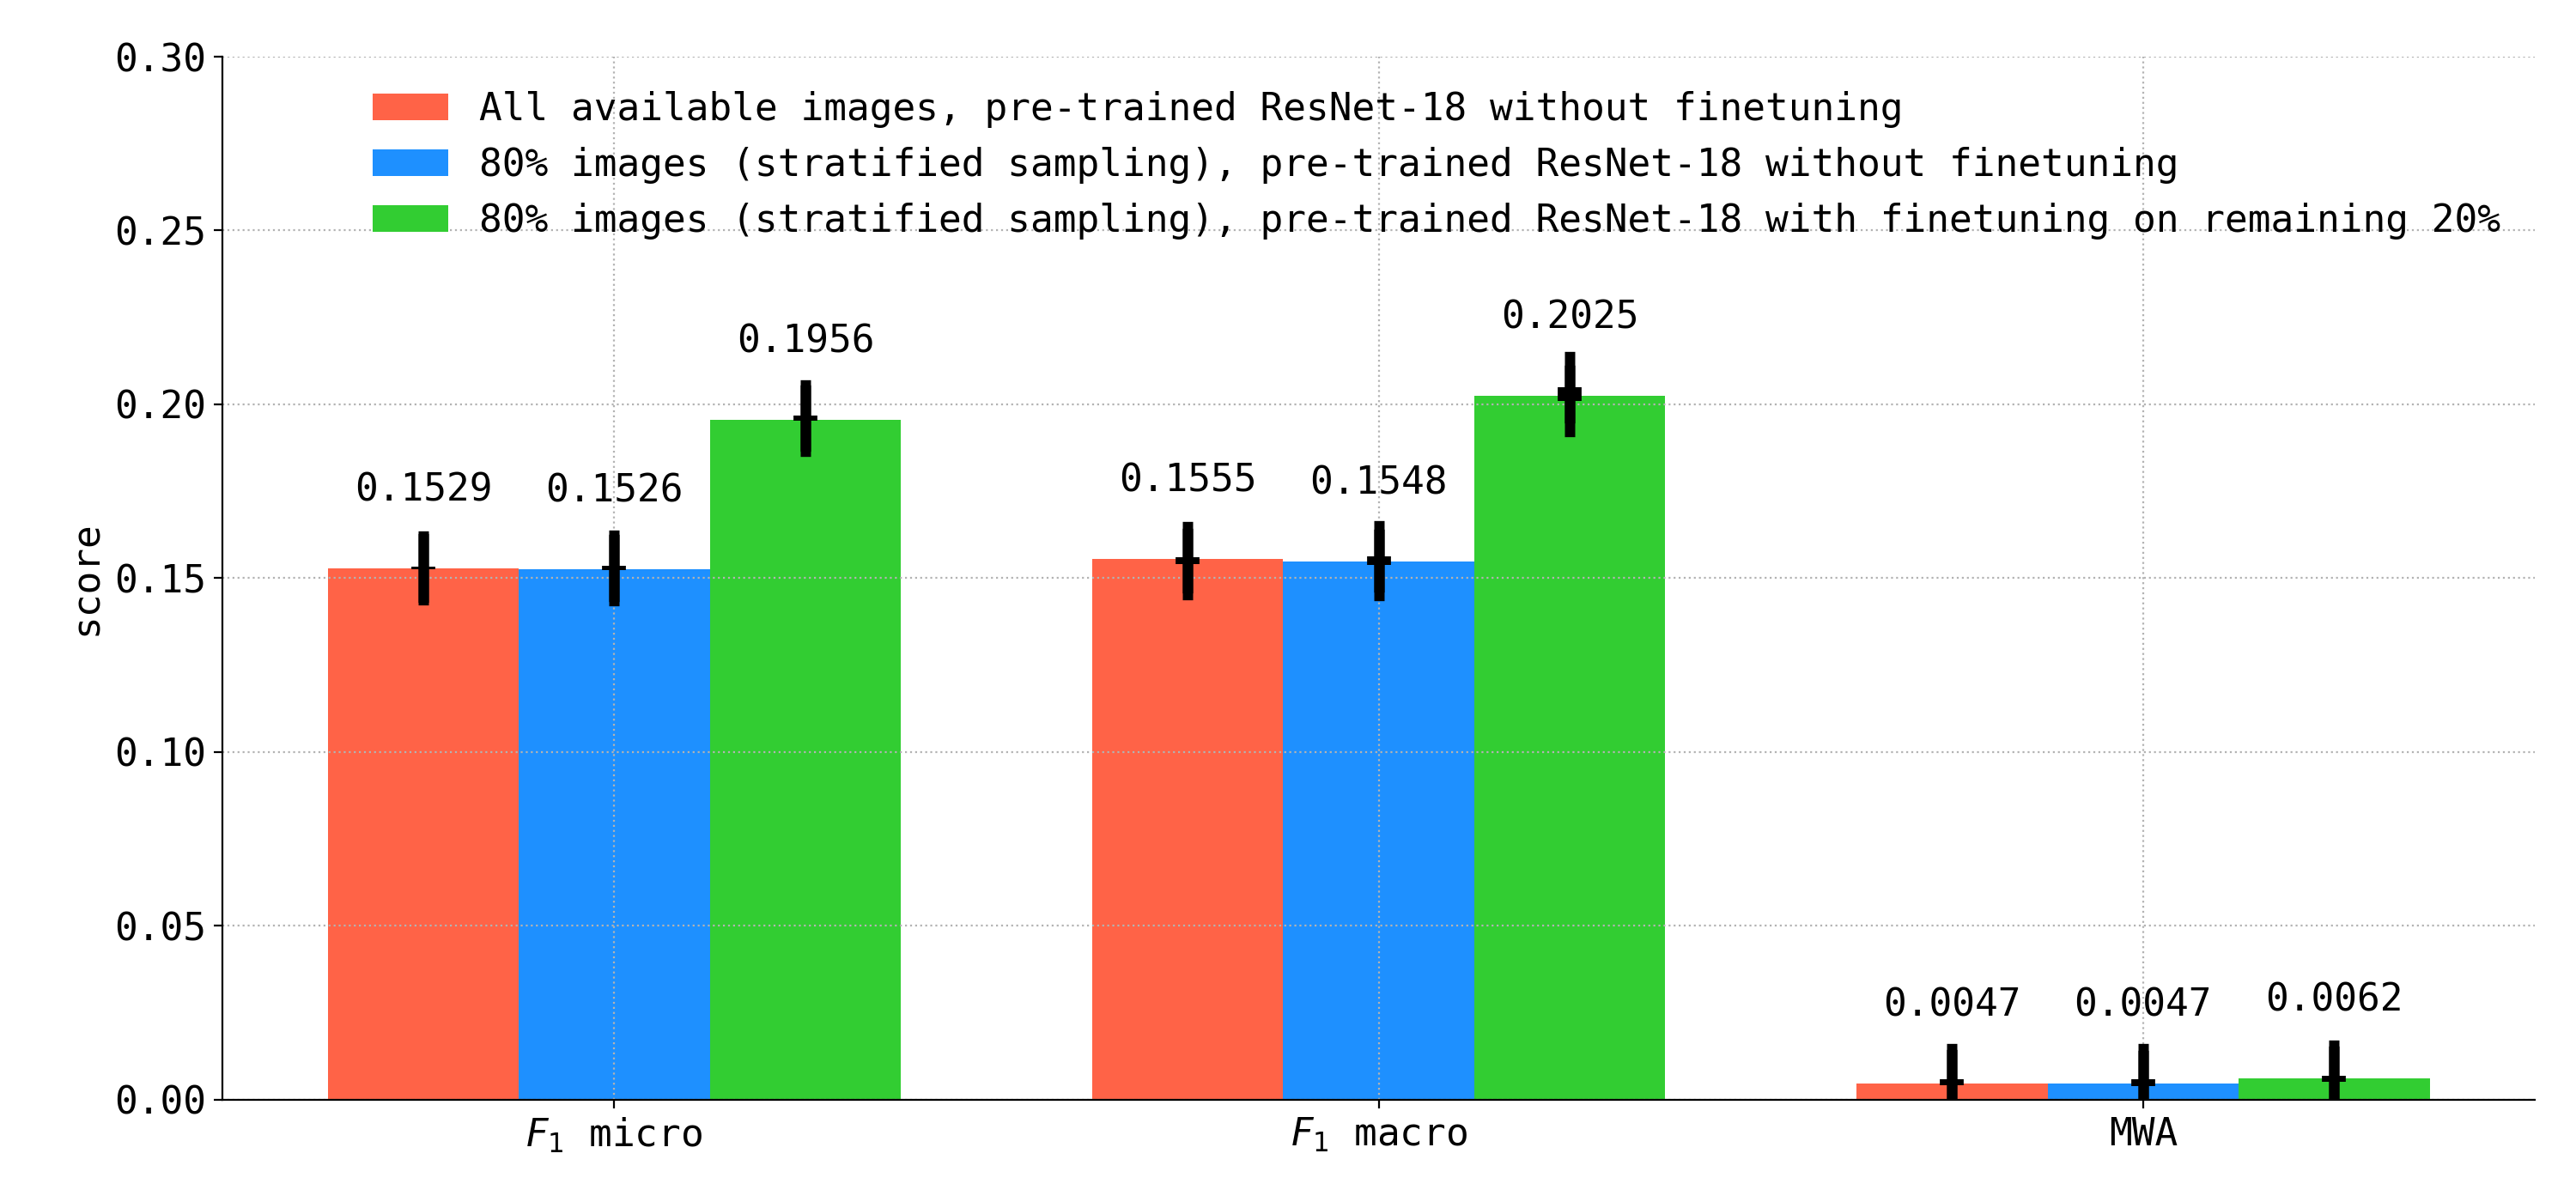 0.30
All available images, pre-trained ResNet-18 without finetuning
80% images (stratified sampling), pre-trained ResNet-18 without finetuning
80% images (stratified sampling), pre-trained ResNet-18 with finetuning on remaining 20%
0.25
0.2025
0.1956
0.20
0.1529 0.1526 0.1555 0.1548
score
0.15
0.10
0.05
0.0047 0.0047 0.0062
0.00
F₁ micro F₁ macro MWA